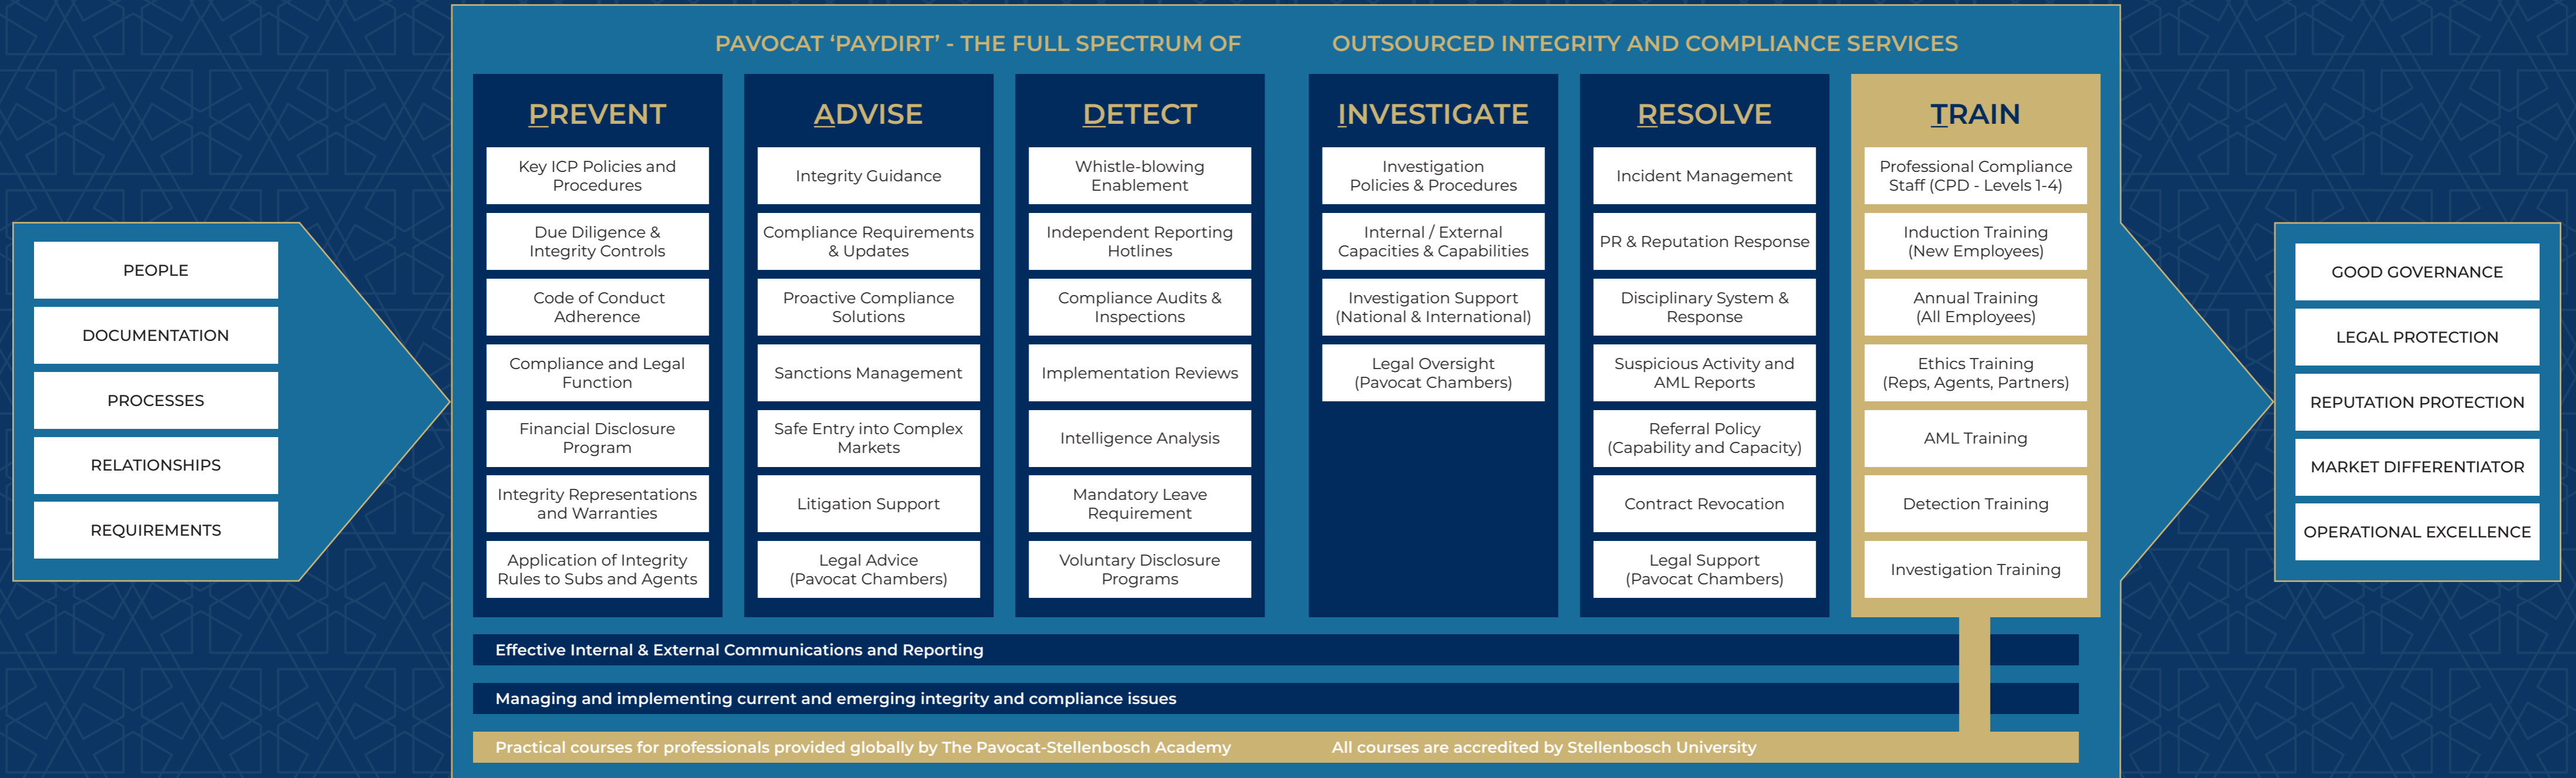 PAVOCAT ‘PAYDIRT’ - THE FULL SPECTRUM OF OUTSOURCED INTEGRITY AND COMPLIANCE SERVICES
PEOPLE
DOCUMENTATION
PROCESSES
RELATIONSHIPS
REQUIREMENTS
PREVENT
Key ICP Policies and
Procedures
Due Diligence &
Integrity Controls
Code of Conduct
Adherence
Compliance and Legal
Function
Financial Disclosure
Program
Integrity Representations
and Warranties
Application of Integrity
Rules to Subs and Agents
ADVISE
Integrity Guidance
Compliance Requirements
& Updates
Proactive Compliance
Solutions
Sanctions Management
Safe Entry into Complex
Markets
Litigation Support
Legal Advice
(Pavocat Chambers)
DETECT
Whistle-blowing
Enablement
Independent Reporting
Hotlines
Compliance Audits &
Inspections
Implementation Reviews
Intelligence Analysis
Mandatory Leave
Requirement
Voluntary Disclosure
Programs
INVESTIGATE
Investigation
Policies & Procedures
Internal / External
Capacities & Capabilities
Investigation Support
(National & International)
Legal Oversight
(Pavocat Chambers)
RESOLVE
Incident Management
PR & Reputation Response
Disciplinary System &
Response
Suspicious Activity and
AML Reports
Referral Policy
(Capability and Capacity)
Contract Revocation
Legal Support
(Pavocat Chambers)
TRAIN
Professional Compliance
Staff (CPD - Levels 1-4)
Induction Training
(New Employees)
Annual Training
(All Employees)
Ethics Training
(Reps, Agents, Partners)
AML Training
Detection Training
Investigation Training
Effective Internal & External Communications and Reporting
Managing and implementing current and emerging integrity and compliance issues
Practical courses for professionals provided globally by The Pavocat-Stellenbosch Academy
All courses are accredited by Stellenbosch University
GOOD GOVERNANCE
LEGAL PROTECTION
REPUTATION PROTECTION
MARKET DIFFERENTIATOR
OPERATIONAL EXCELLENCE